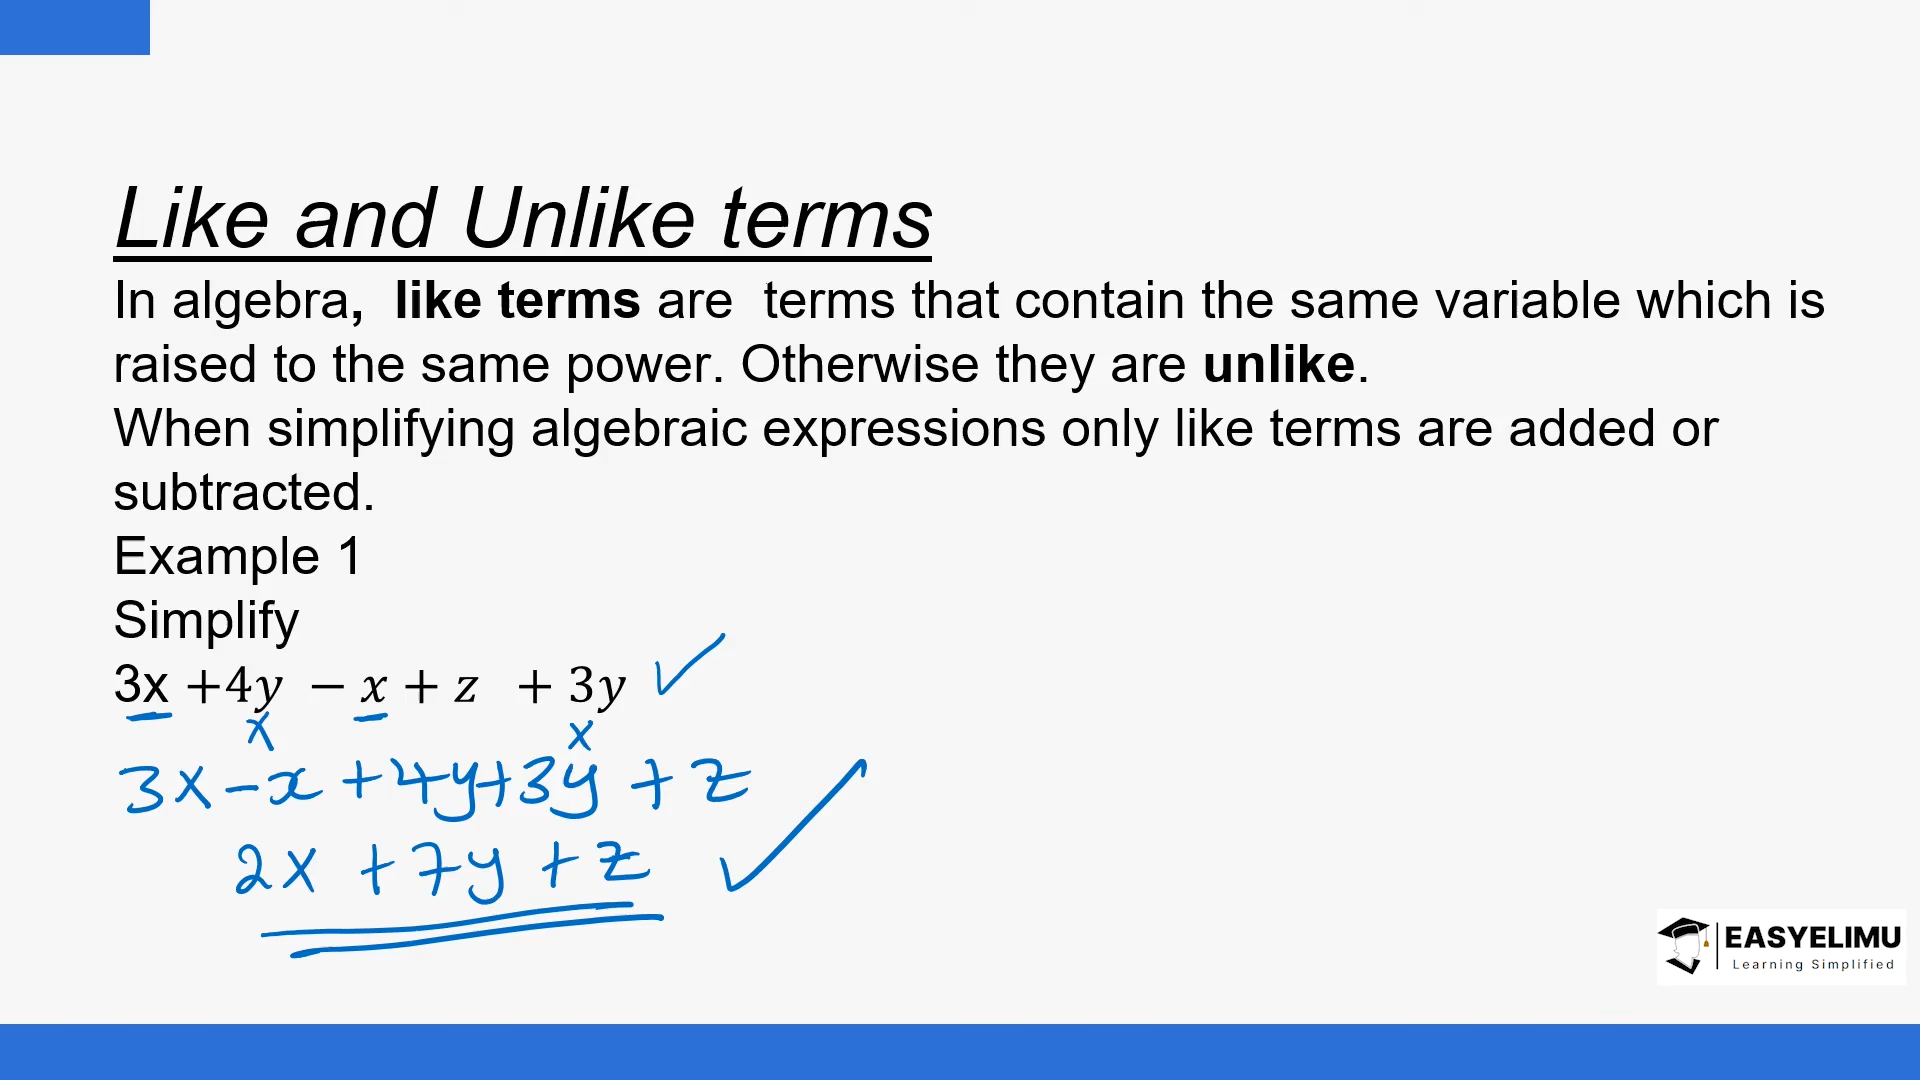 Like and Unlike terms
In algebra, like terms are terms that contain the same variable which is
raised to the same power. Otherwise they are unlike.
When simplifying algebraic expressions only like terms are added or
subtracted.
Example 1
Simplify
3x +4y − x + z + 3y ✓
x x
3x - x + 4y + 3y + z
2x + 7y + z ✓
EASYELIMU
Learning Simplified